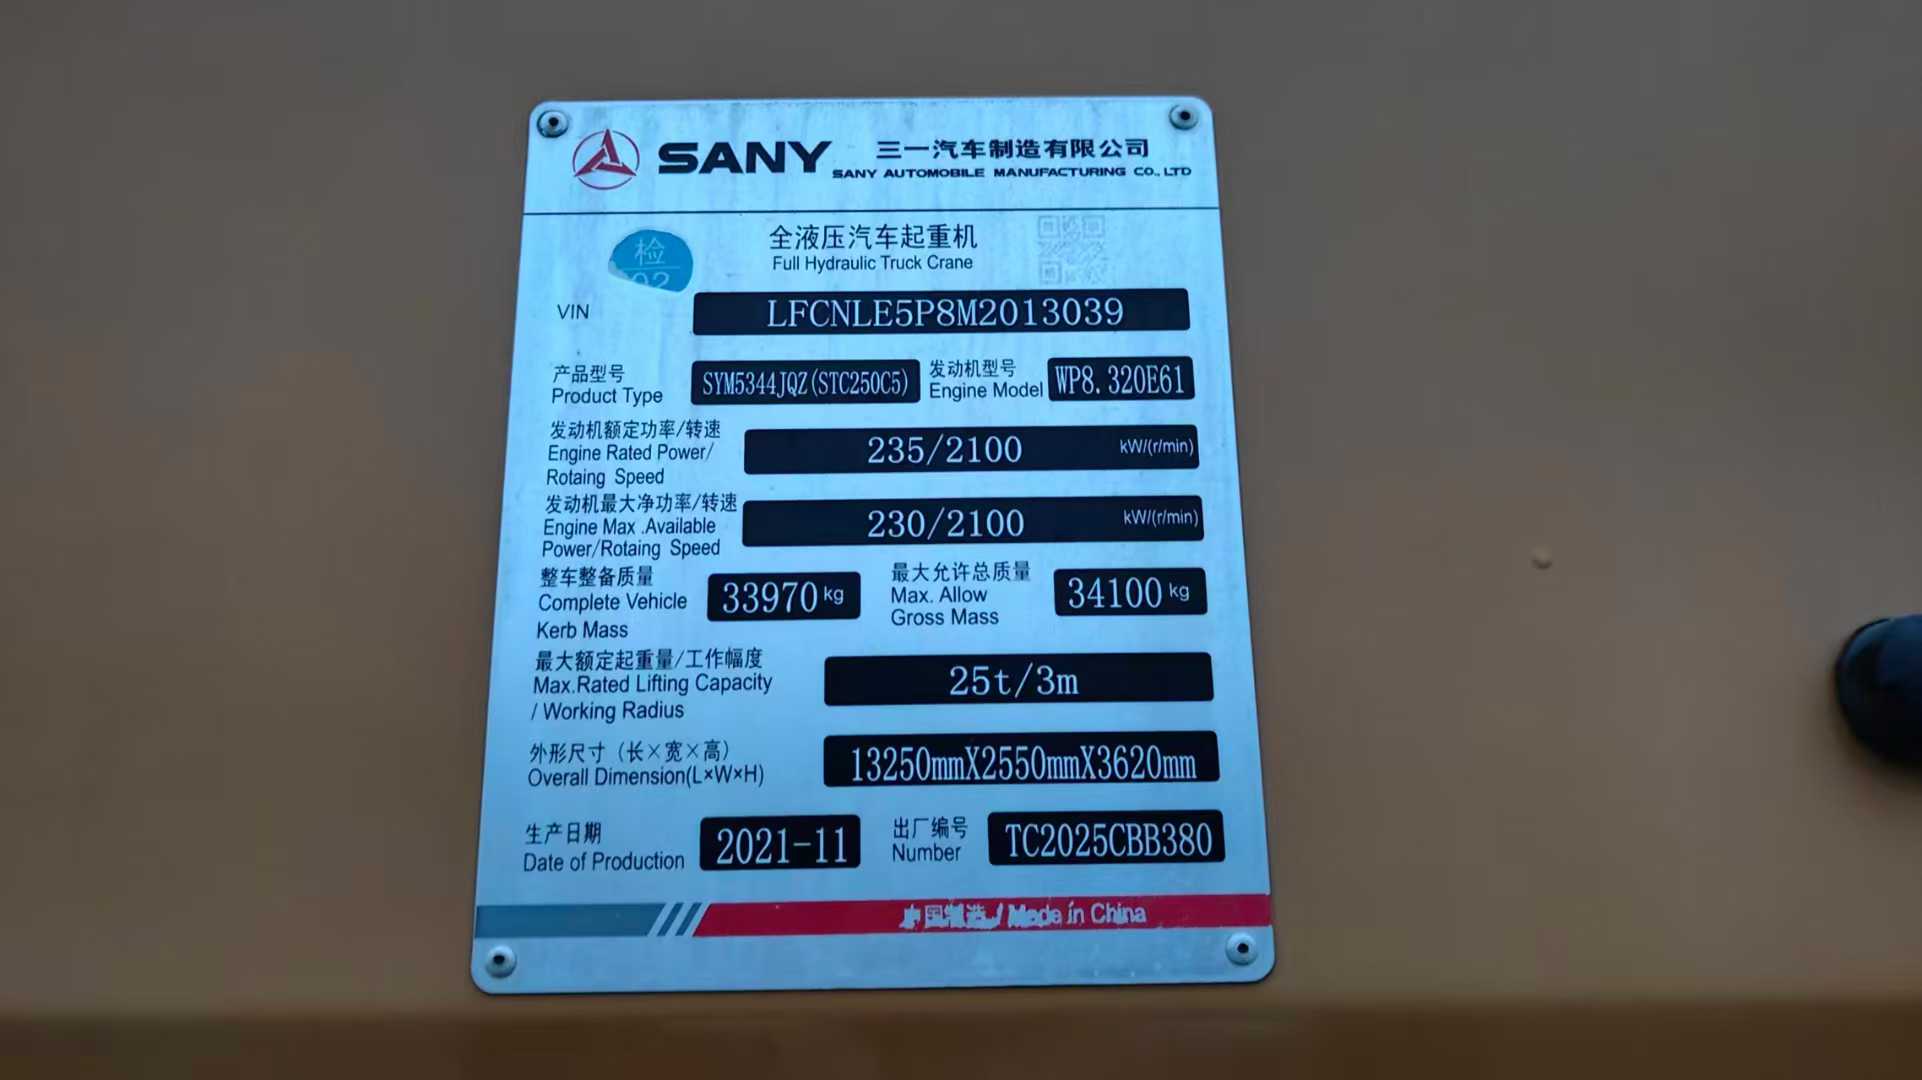 SANY 三一汽车制造有限公司
SANY AUTOMOBILE MANUFACTURING CO., LTD
检
02
全液压汽车起重机
Full Hydraulic Truck Crane
VIN LFCNLE5P8M2013039
产品型号
Product Type SYM5344JQZ(STC250C5)
发动机型号
Engine Model WP8.320E61
发动机额定功率/转速
Engine Rated Power/
Rotaing Speed
235/2100 kW/(r/min)
发动机最大净功率/转速
Engine Max .Available
Power/Rotaing Speed
230/2100 kW/(r/min)
整车整备质量
Complete Vehicle
Kerb Mass
33970 kg
最大允许总质量
Max. Allow
Gross Mass
34100 kg
最大额定起重量/工作幅度
Max.Rated Lifting Capacity
/ Working Radius
25t/3m
外形尺寸（长×宽×高）
Overall Dimension(L×W×H)
13250mmX2550mmX3620mm
生产日期
Date of Production
2021-11
出厂编号
Number
TC2025CBB380
中国制造 / Made in China